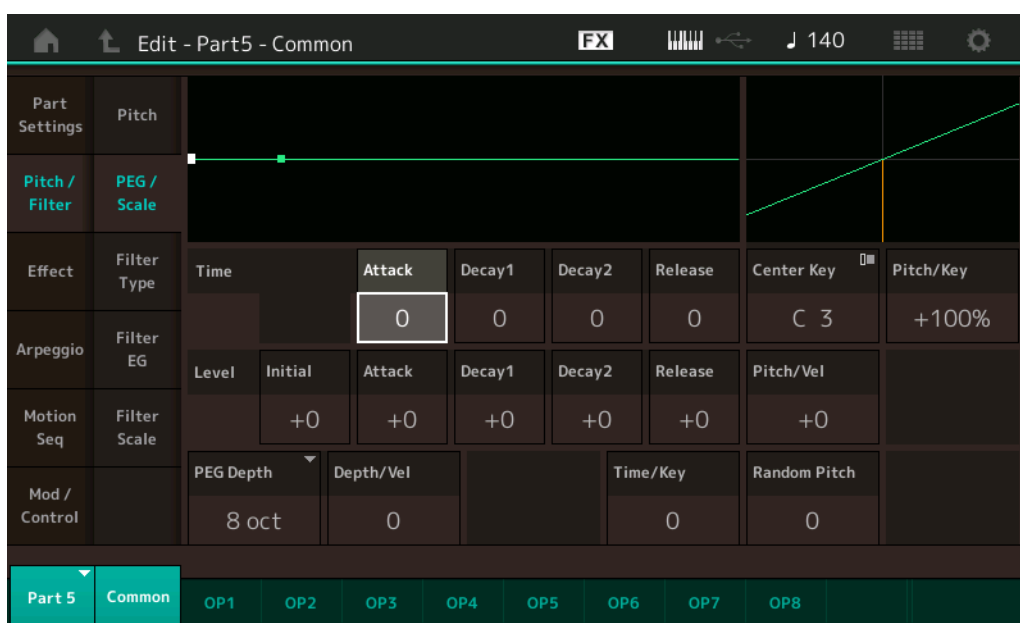 Edit - Part5 - Common FX ♩ 140
Part
Settings
Pitch
Pitch /
Filter
PEG /
Scale
Effect
Filter
Type
Arpeggio
Filter
EG
Motion
Seq
Filter
Scale
Mod /
Control
Time Attack Decay1 Decay2 Release Center Key Pitch/Key
0 0 0 0 C 3 +100%
Level Initial Attack Decay1 Decay2 Release Pitch/Vel
+0 +0 +0 +0 +0 +0
PEG Depth Depth/Vel Time/Key Random Pitch
8 oct 0 0 0
Part 5 Common OP1 OP2 OP3 OP4 OP5 OP6 OP7 OP8